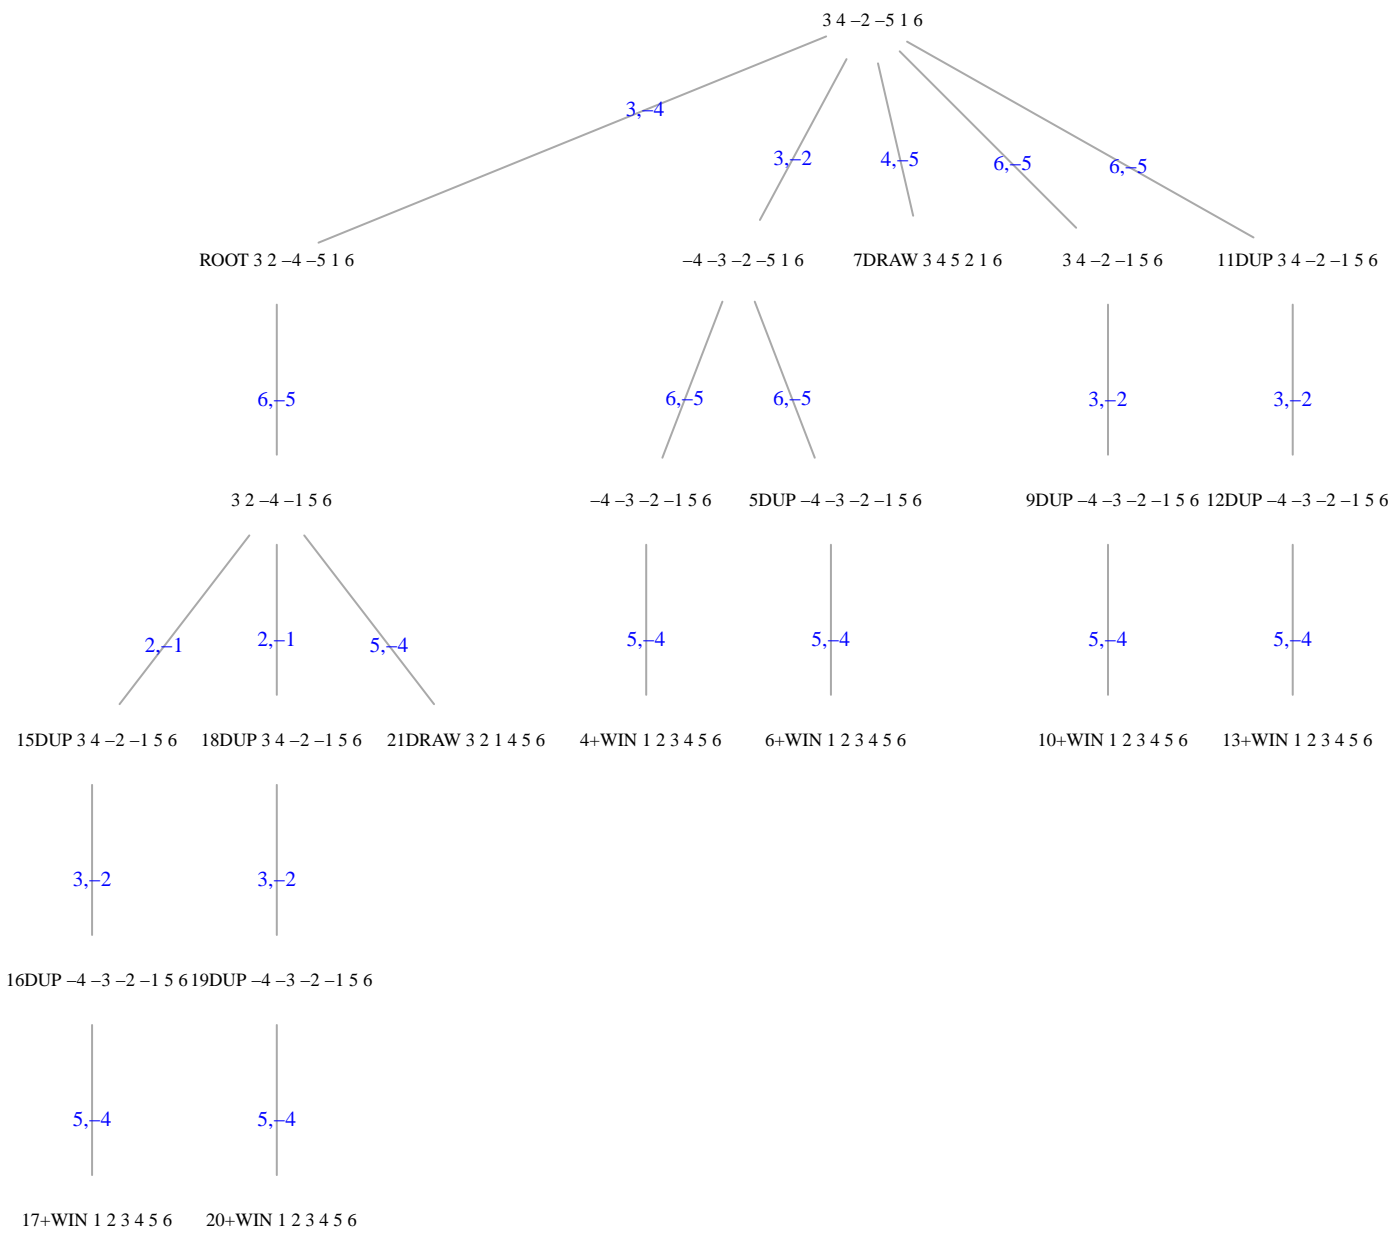 3 4 –2 –5 1 6
3,–4
3,–2
4,–5
6,–5
6,–5
ROOT 3 2 –4 –5 1 6
–4 –3 –2 –5 1 6
7DRAW 3 4 5 2 1 6
3 4 –2 –1 5 6
11DUP 3 4 –2 –1 5 6
6,–5
6,–5
6,–5
3,–2
3,–2
3 2 –4 –1 5 6
–4 –3 –2 –1 5 6
5DUP –4 –3 –2 –1 5 6
9DUP –4 –3 –2 –1 5 6
12DUP –4 –3 –2 –1 5 6
2,–1
2,–1
5,–4
5,–4
5,–4
5,–4
5,–4
15DUP 3 4 –2 –1 5 6
18DUP 3 4 –2 –1 5 6
21DRAW 3 2 1 4 5 6
4+WIN 1 2 3 4 5 6
6+WIN 1 2 3 4 5 6
10+WIN 1 2 3 4 5 6
13+WIN 1 2 3 4 5 6
3,–2
3,–2
16DUP –4 –3 –2 –1 5 6
19DUP –4 –3 –2 –1 5 6
5,–4
5,–4
17+WIN 1 2 3 4 5 6
20+WIN 1 2 3 4 5 6